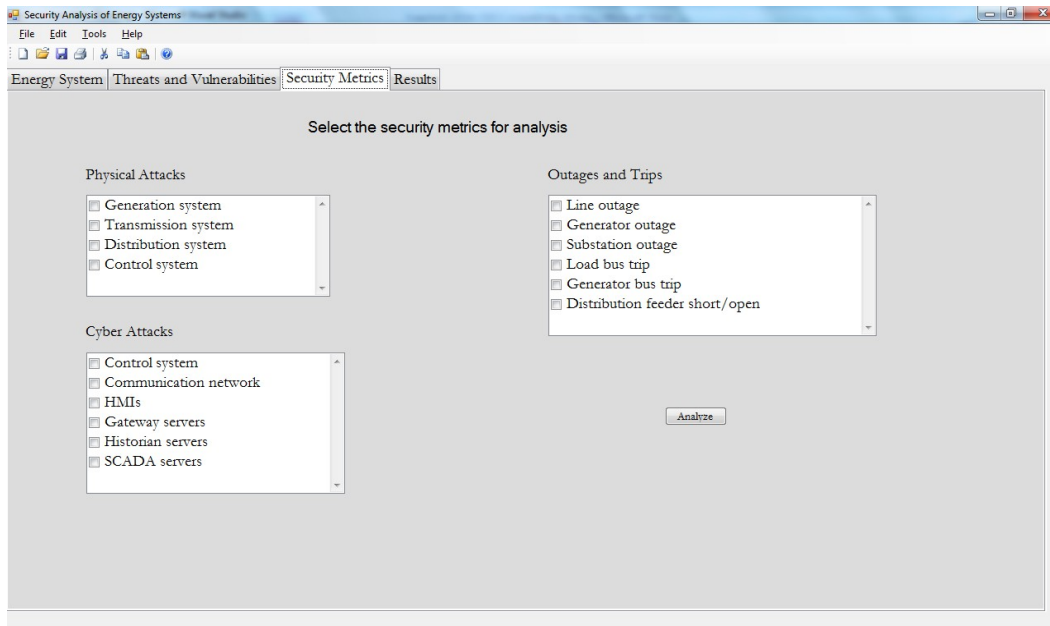 Security Analysis of Energy Systems
File Edit Tools Help
Energy System Threats and Vulnerabilities Security Metrics Results
Select the security metrics for analysis
Physical Attacks
Generation system
Transmission system
Distribution system
Control system
Cyber Attacks
Control system
Communication network
HMIs
Gateway servers
Historian servers
SCADA servers
Outages and Trips
Line outage
Generator outage
Substation outage
Load bus trip
Generator bus trip
Distribution feeder short/open
Analyze